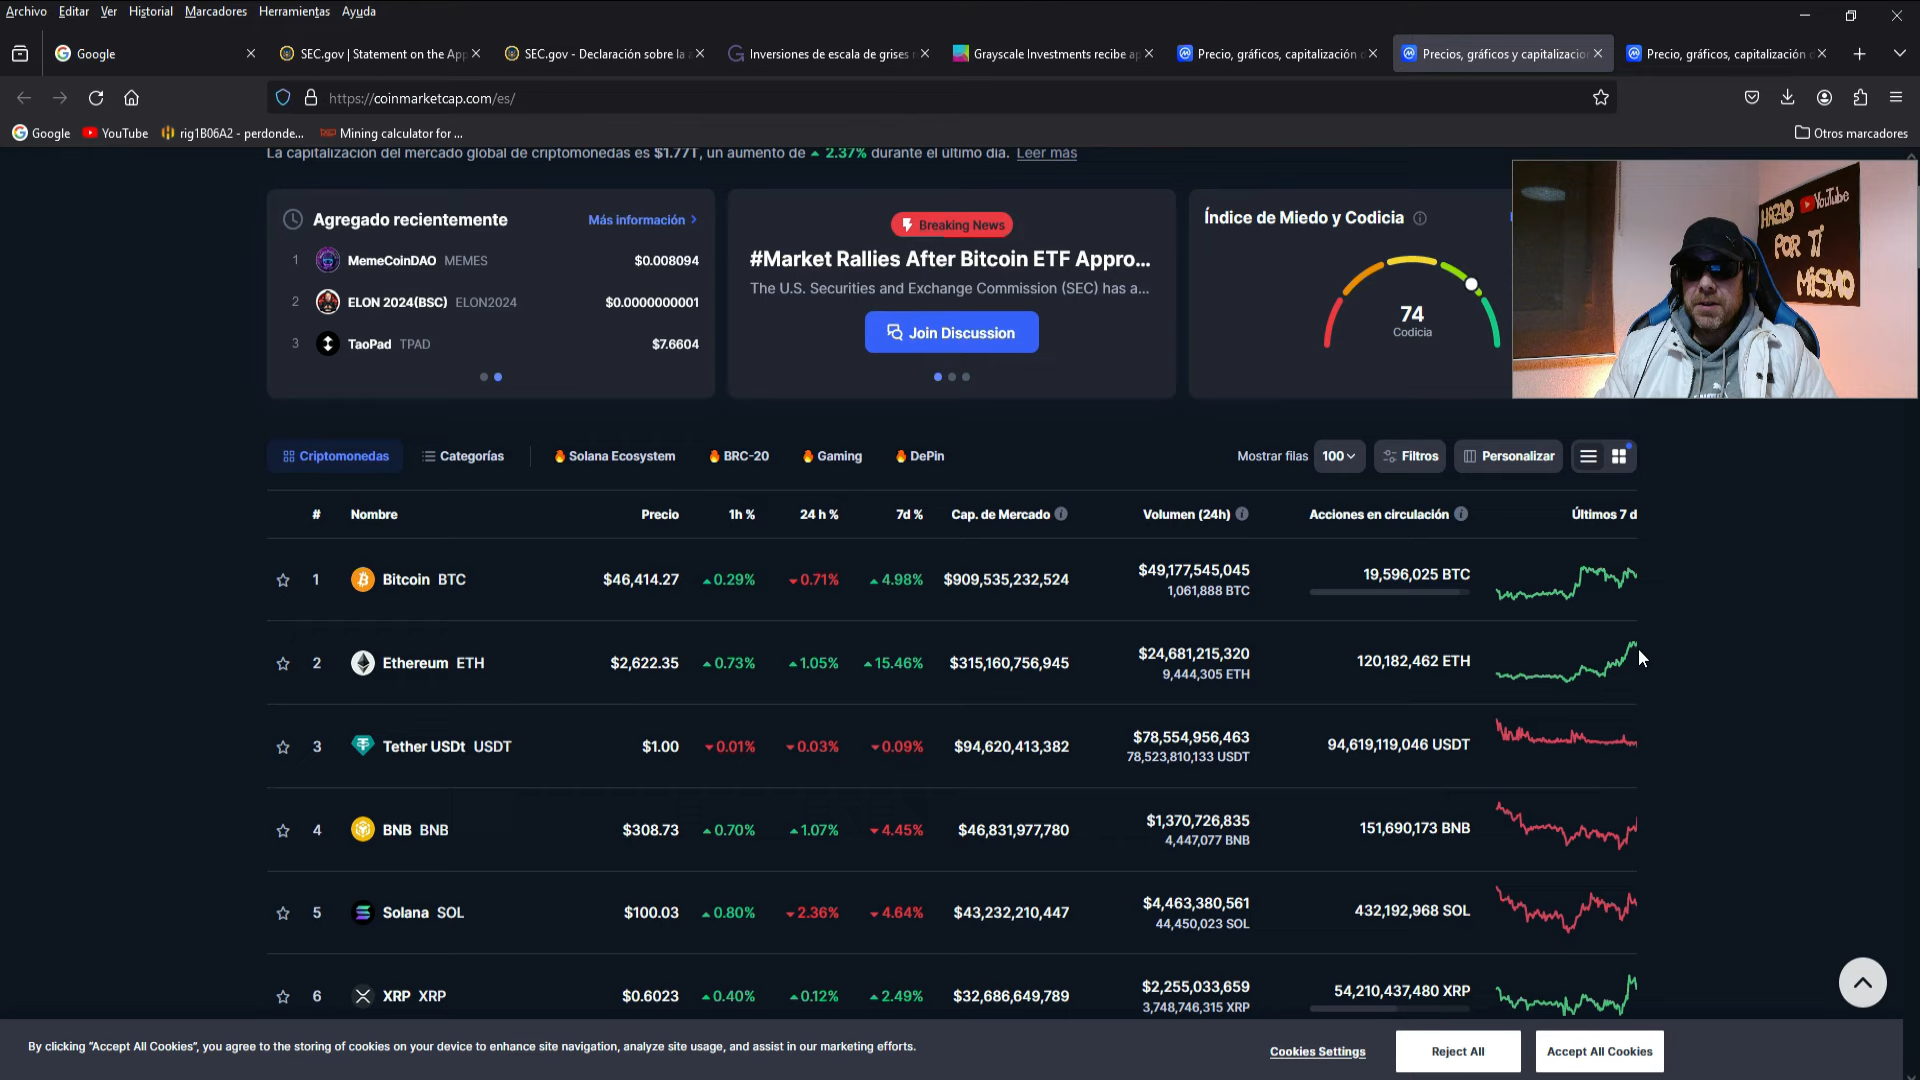 Archivo Editar Ver Historial Marcadores Herramientas Ayuda
Google
SEC.gov | Statement on the App
SEC.gov - Declaración sobre la
Inversiones de escala de grises
Grayscale Investments recibe ap
Precio, gráficos, capitalización
Precios, gráficos y capitalizacio
Precio, gráficos, capitalización
https://coinmarketcap.com/es/
Google YouTube rig1B06A2 - perdonde... Mining calculator for ... Otros marcadores
La capitalización del mercado global de criptomonedas es $1.77T, un aumento de 2.37% durante el último día. Leer más
Agregado recientemente Más información
1 MemeCoinDAO MEMES $0.008094
2 ELON 2024(BSC) ELON2024 $0.0000000001
3 TaoPad TPAD $7.6604
Breaking News
#Market Rallies After Bitcoin ETF Appro...
The U.S. Securities and Exchange Commission (SEC) has a...
Join Discussion
Índice de Miedo y Codicia
74
Codicia
HAZLO
YouTube
POR TÍ
MISMO
Criptomonedas Categorías Solana Ecosystem BRC-20 Gaming DePin Mostrar filas 100 Filtros Personalizar
# Nombre Precio 1h % 24 h % 7d % Cap. de Mercado Volumen (24h) Acciones en circulación Últimos 7 d
1 Bitcoin BTC $46,414.27 0.29% 0.71% 4.98% $909,535,232,524 $49,177,545,045 19,596,025 BTC
1,061,888 BTC
2 Ethereum ETH $2,622.35 0.73% 1.05% 15.46% $315,160,756,945 $24,681,215,320 120,182,462 ETH
9,444,305 ETH
3 Tether USDt USDT $1.00 0.01% 0.03% 0.09% $94,620,413,382 $78,554,956,463 94,619,119,046 USDT
78,523,810,133 USDT
4 BNB BNB $308.73 0.70% 1.07% 4.45% $46,831,977,780 $1,370,726,835 151,690,173 BNB
4,447,077 BNB
5 Solana SOL $100.03 0.80% 2.36% 4.64% $43,232,210,447 $4,463,380,561 432,192,968 SOL
44,450,023 SOL
6 XRP XRP $0.6023 0.40% 0.12% 2.49% $32,686,649,789 $2,255,033,659 54,210,437,480 XRP
3,748,746,315 XRP
By clicking “Accept All Cookies”, you agree to the storing of cookies on your device to enhance site navigation, analyze site usage, and assist in our marketing efforts.
Cookies Settings Reject All Accept All Cookies